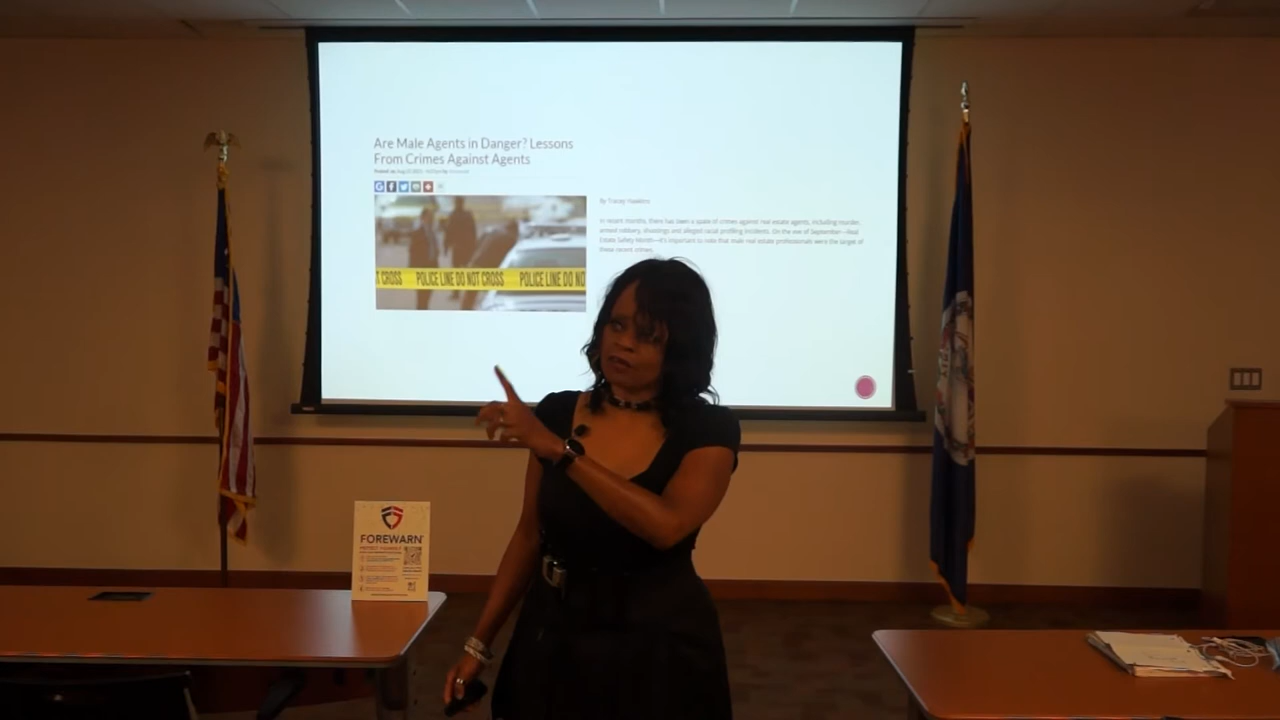 Are Male Agents in Danger? Lessons
From Crimes Against Agents
By Tracey Hawkins
In recent months, there has been a spate of crimes against real estate agents, including murder,
armed robbery, shootings and alleged racial profiling incidents. On the eve of September—Real
Estate Safety Month—it's important to note that male real estate professionals were the target of
these recent crimes.
T CROSS POLICE LINE DO NOT CROSS POLICE LINE DO NO
FOREWARN